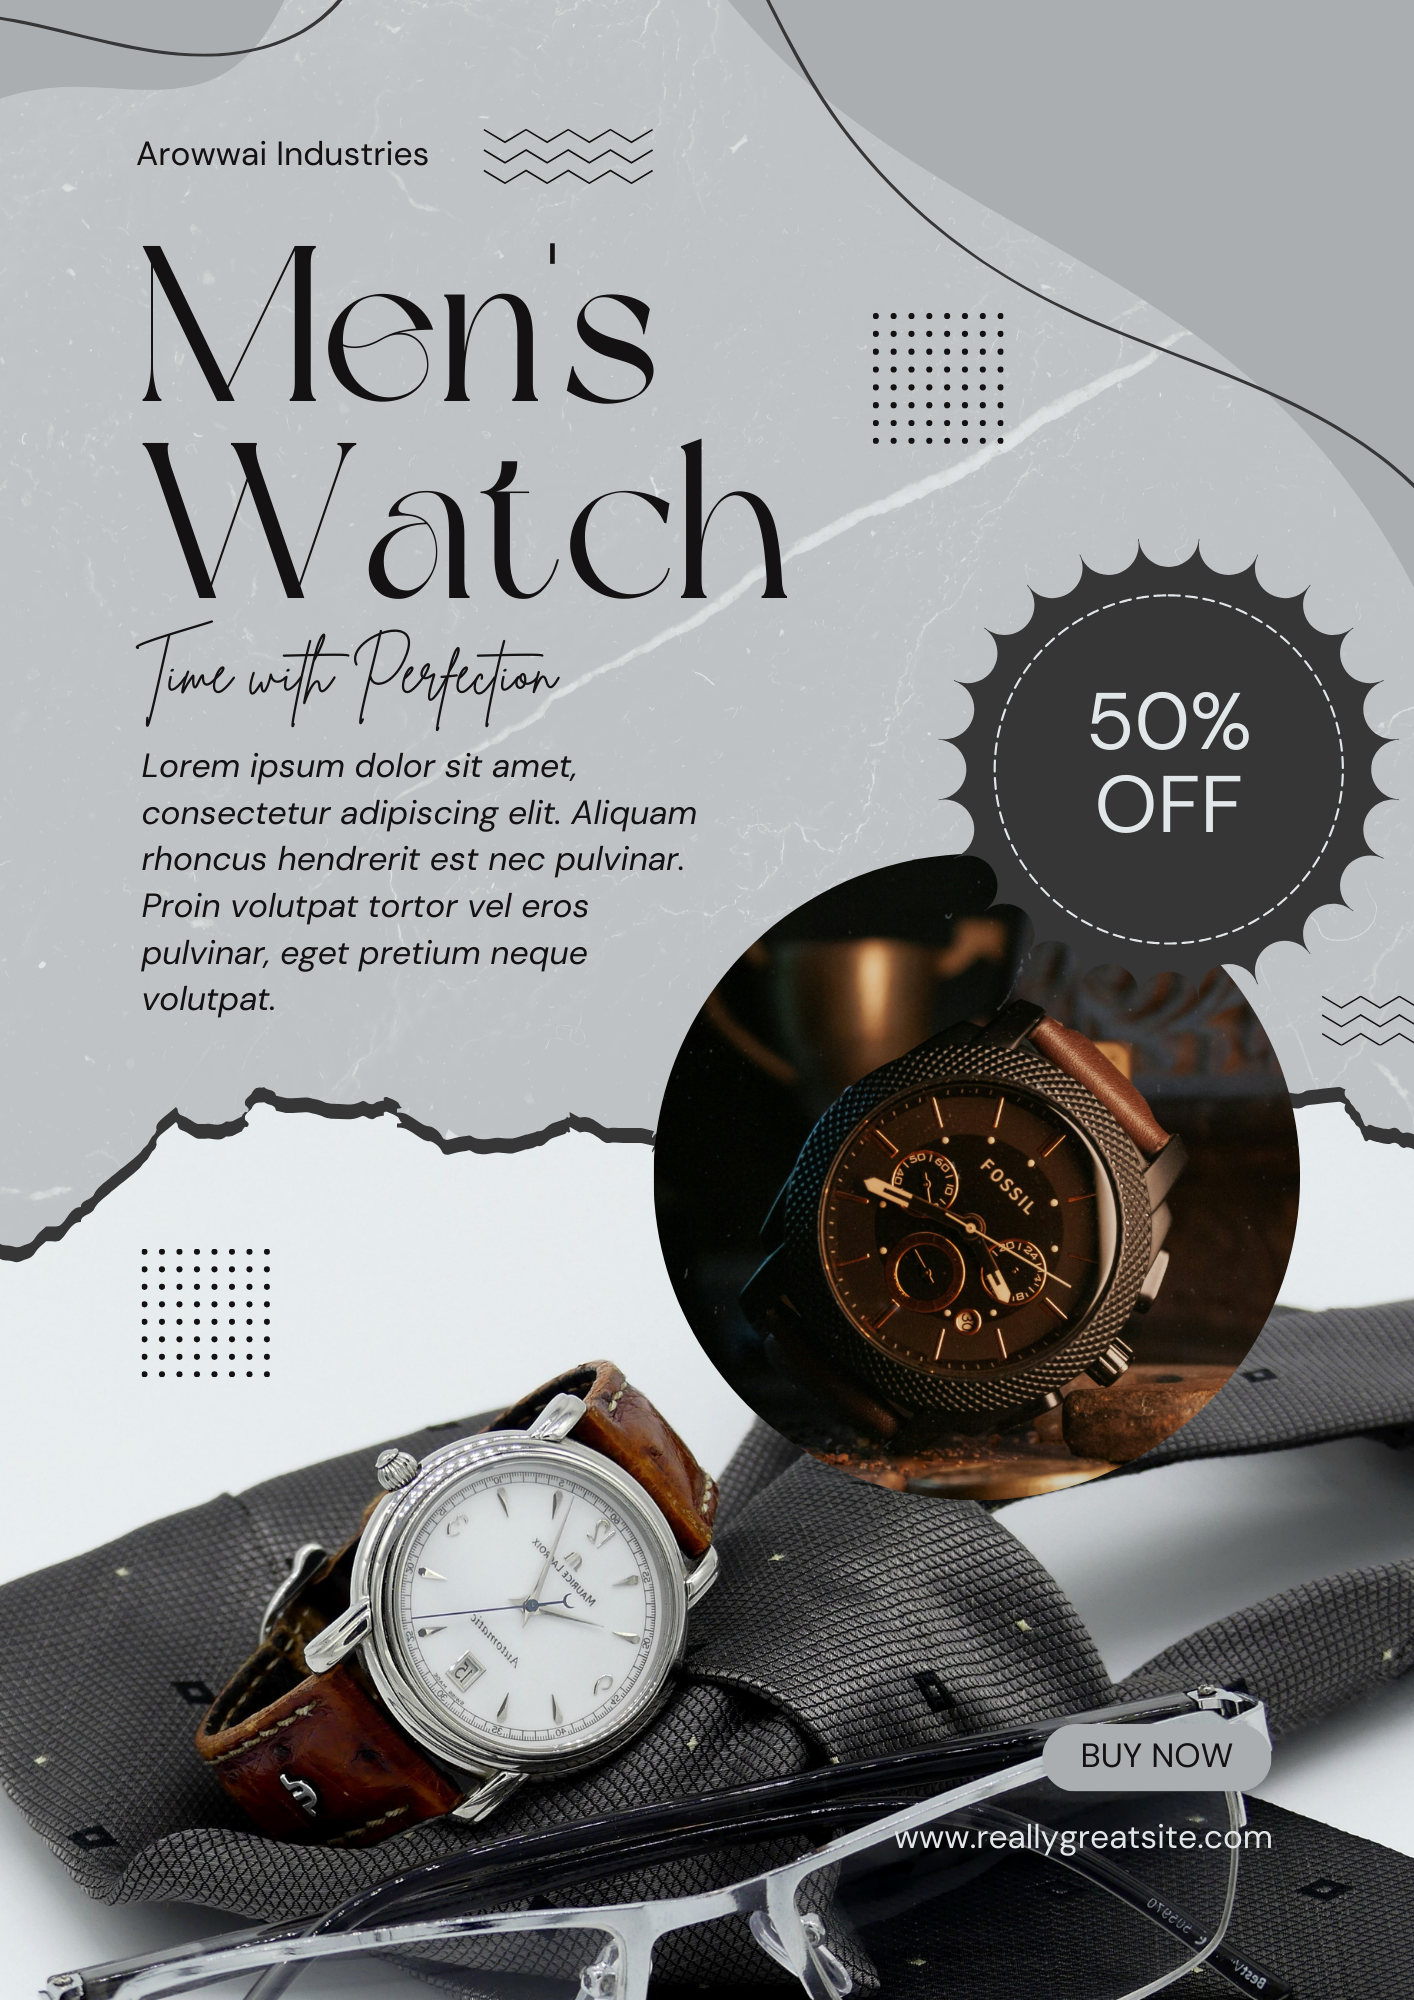 Arowwai Industries
Men's
Watch
Time with Perfection
Lorem ipsum dolor sit amet,
consectetur adipiscing elit. Aliquam
rhoncus hendrerit est nec pulvinar.
Proin volutpat tortor vel eros
pulvinar, eget pretium neque
volutpat.
50%
OFF
FOSSIL
MAURICE LACROIX
Automatic
15
BUY NOW
www.reallygreatsite.com